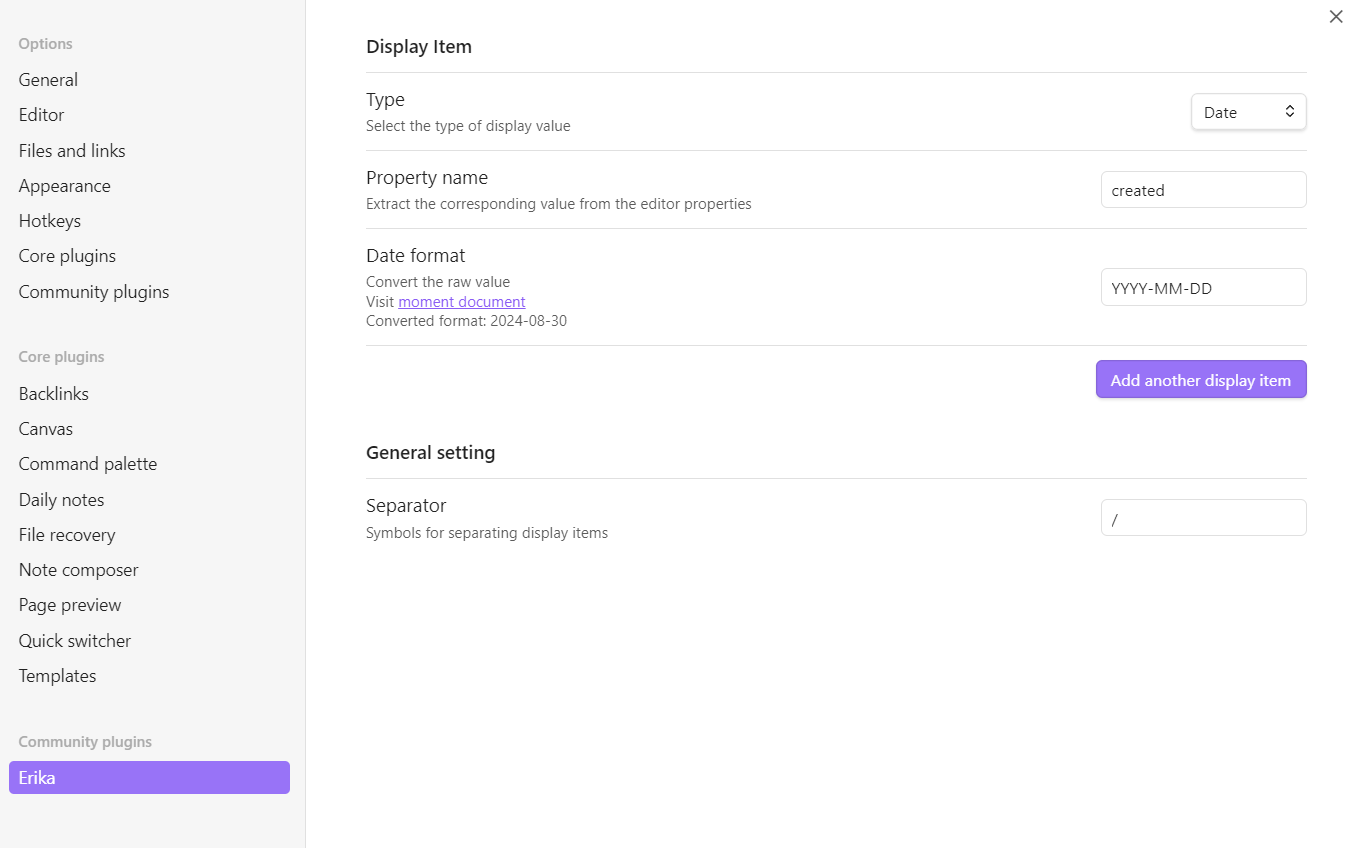 Options
General
Editor
Files and links
Appearance
Hotkeys
Core plugins
Community plugins
Core plugins
Backlinks
Canvas
Command palette
Daily notes
File recovery
Note composer
Page preview
Quick switcher
Templates
Community plugins
Erika
Display Item
Type
Select the type of display value
Date
Property name
Extract the corresponding value from the editor properties
created
Date format
Convert the raw value
Visit moment document
Converted format: 2024-08-30
YYYY-MM-DD
Add another display item
General setting
Separator
Symbols for separating display items
/